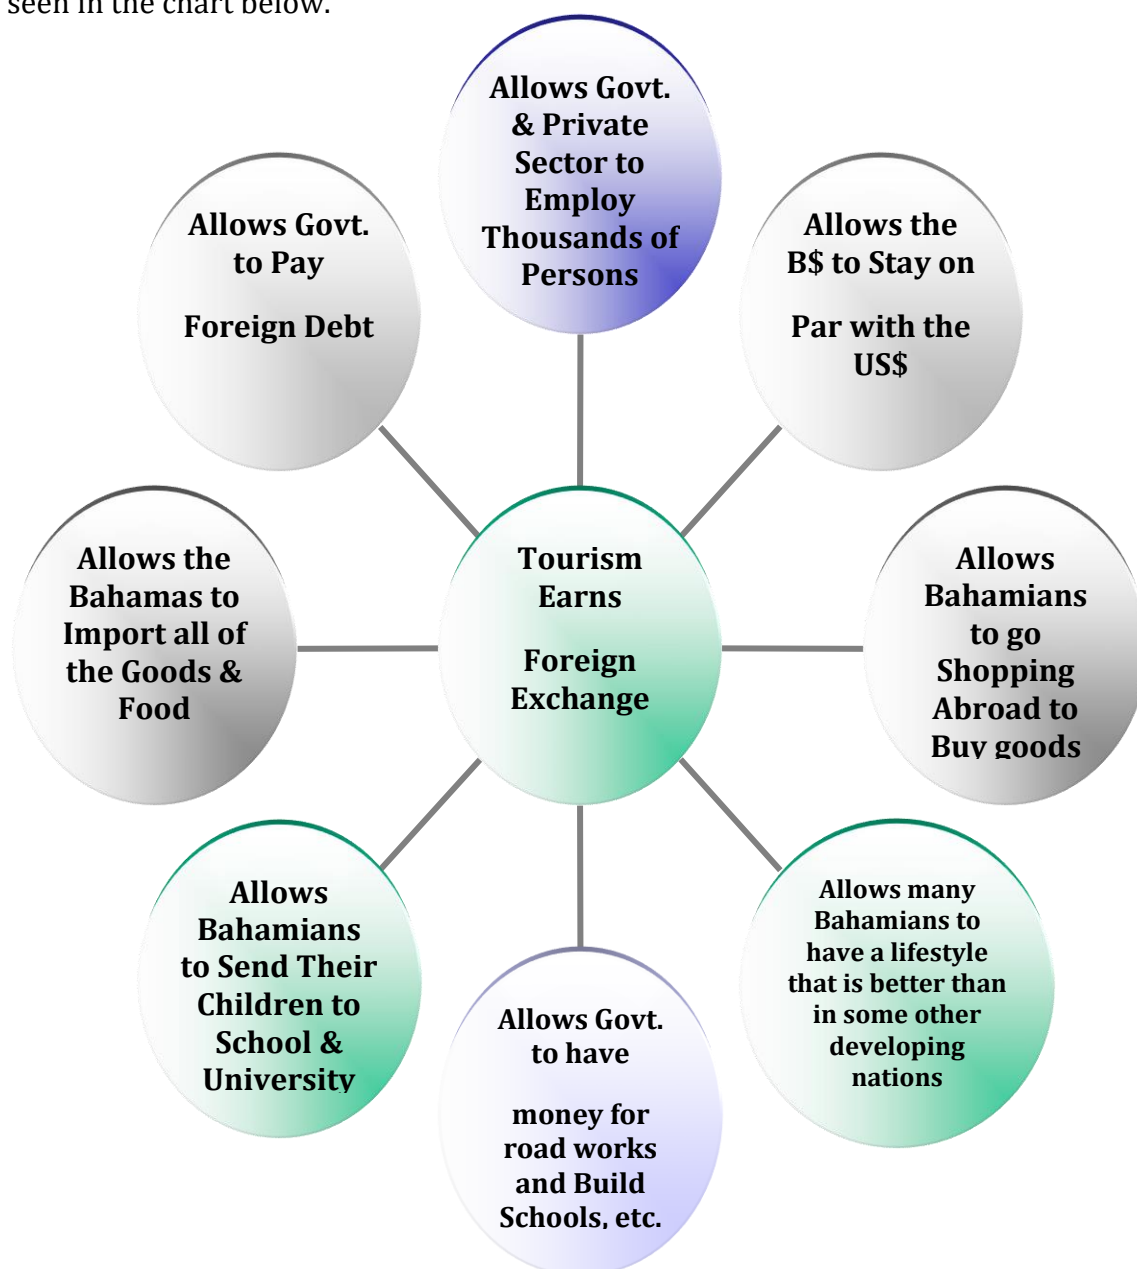 seen in the chart below.
Allows Govt.
& Private
Sector to
Employ
Thousands of
Persons
Allows the
B$ to Stay on
Par with the
US$
Allows
Bahamians
to go
Shopping
Abroad to
Buy goods
Allows many
Bahamians to
have a lifestyle
that is better than
in some other
developing
nations
Allows Govt.
to have
money for
road works
and Build
Schools, etc.
Allows
Bahamians
to Send Their
Children to
School &
University
Allows the
Bahamas to
Import all of
the Goods &
Food
Allows Govt.
to Pay
Foreign Debt
Tourism
Earns
Foreign
Exchange